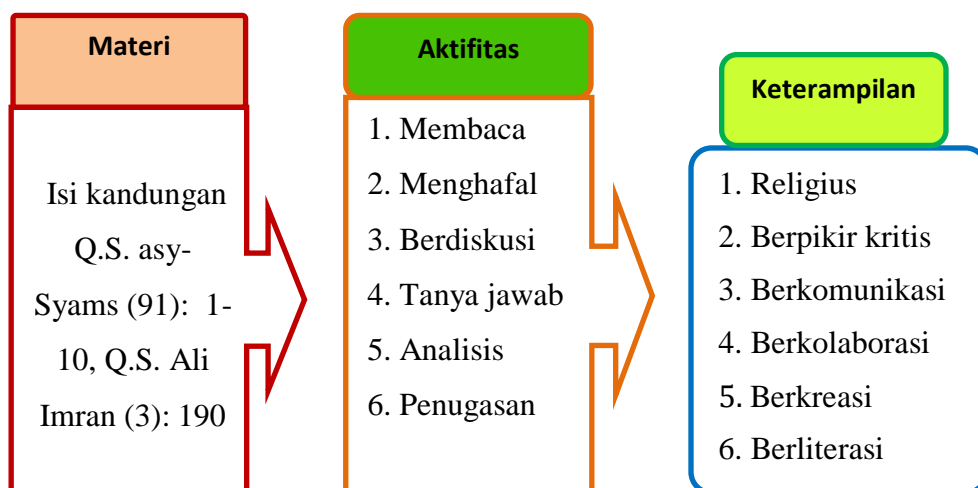 Materi
Isi kandungan
Q.S. asy-
Syams (91): 1-
10, Q.S. Ali
Imran (3): 190
Aktifitas
1. Membaca
2. Menghafal
3. Berdiskusi
4. Tanya jawab
5. Analisis
6. Penugasan
Keterampilan
1. Religius
2. Berpikir kritis
3. Berkomunikasi
4. Berkolaborasi
5. Berkreasi
6. Berliterasi